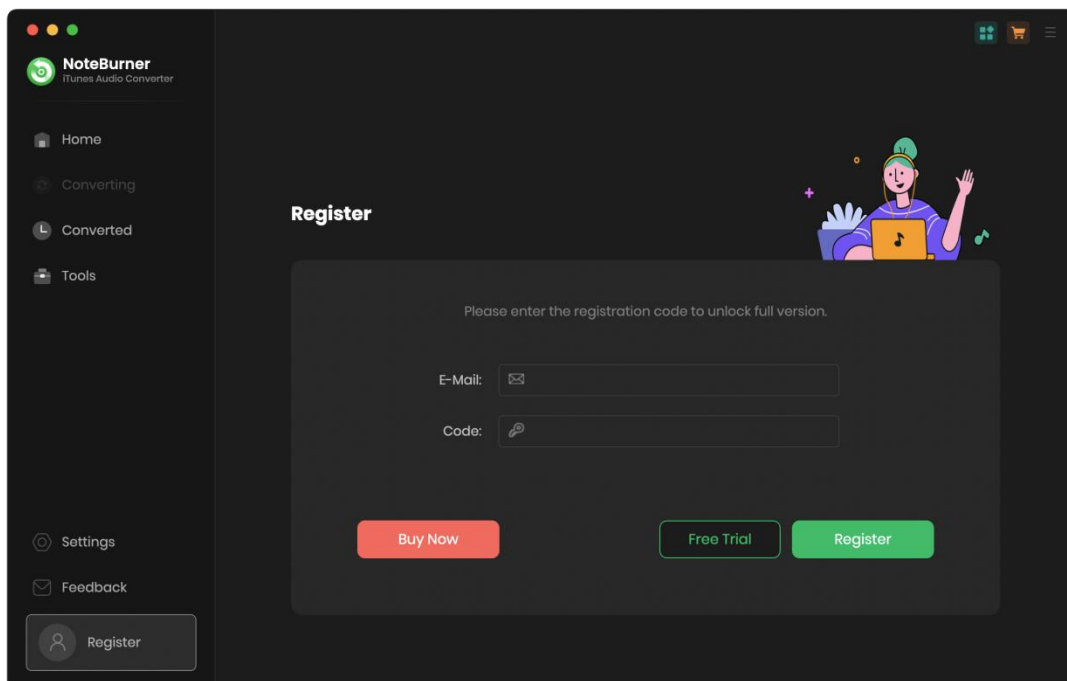 NoteBurner
iTunes Audio Converter
Home
Converting
Converted
Tools
Settings
Feedback
Register
Register
Please enter the registration code to unlock full version.
E-Mail:
Code:
Buy Now
Free Trial
Register